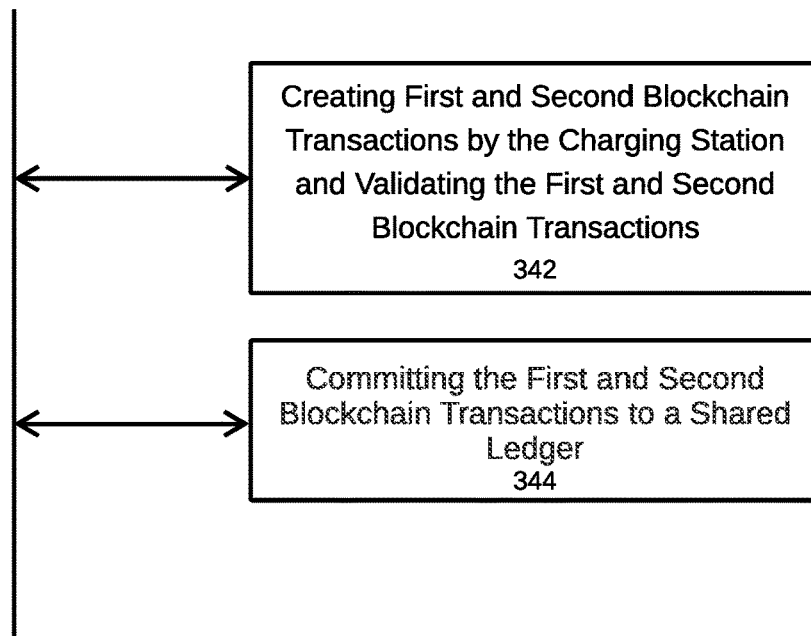 Creating First and Second Blockchain
Transactions by the Charging Station
and Validating the First and Second
Blockchain Transactions
342
Committing the First and Second
Blockchain Transactions to a Shared
Ledger
344